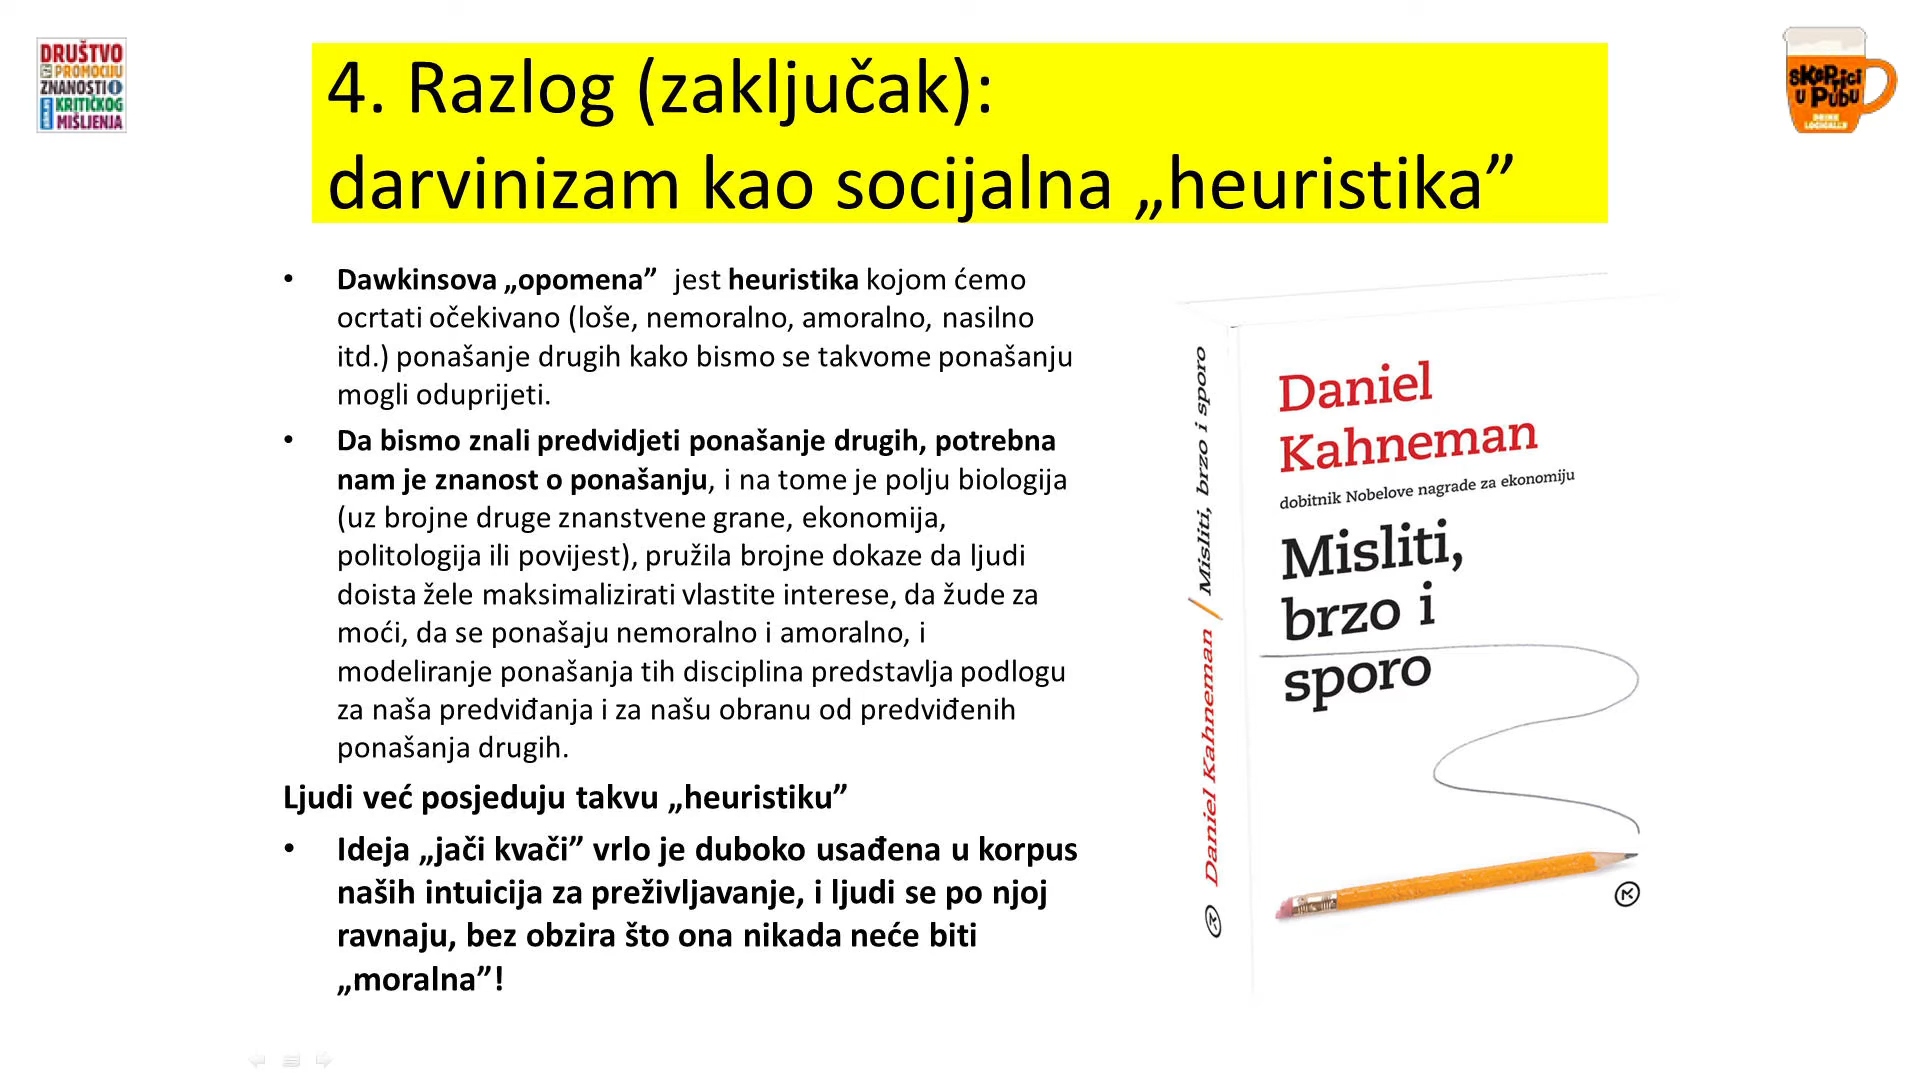 DRUŠTVO
ZA PROMOCIJU
ZNANOSTI I
KRITIČKOG
MIŠLJENJA
SKEPTICI
U PUBU
DRINK
LOGICALLY
4. Razlog (zaključak):
darvinizam kao socijalna „heuristika”
• Dawkinsova „opomena” jest heuristika kojom ćemo
ocrtati očekivano (loše, nemoralno, amoralno, nasilno
itd.) ponašanje drugih kako bismo se takvome ponašanju
mogli oduprijeti.
• Da bismo znali predvidjeti ponašanje drugih, potrebna
nam je znanost o ponašanju, i na tome je polju biologija
(uz brojne druge znanstvene grane, ekonomija,
politologija ili povijest), pružila brojne dokaze da ljudi
doista žele maksimalizirati vlastite interese, da žude za
moći, da se ponašaju nemoralno i amoralno, i
modeliranje ponašanja tih disciplina predstavlja podlogu
za naša predviđanja i za našu obranu od predviđenih
ponašanja drugih.
Ljudi već posjeduju takvu „heuristiku”
• Ideja „jači kvači” vrlo je duboko usađena u korpus
naših intuicija za preživljavanje, i ljudi se po njoj
ravnaju, bez obzira što ona nikada neće biti
„moralna”!
Daniel Kahneman / Misliti, brzo i sporo
Daniel
Kahneman
dobitnik Nobelove nagrade za ekonomiju
Misliti,
brzo i
sporo